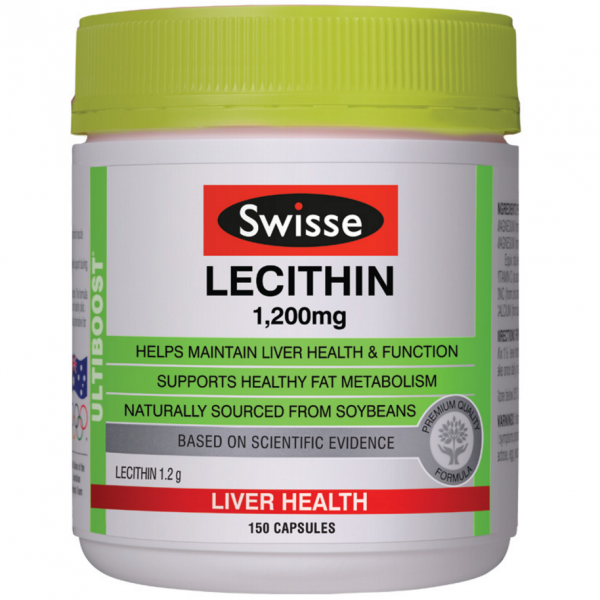 Swisse
LECITHIN
1,200mg
HELPS MAINTAIN LIVER HEALTH & FUNCTION
SUPPORTS HEALTHY FAT METABOLISM
NATURALLY SOURCED FROM SOYBEANS
BASED ON SCIENTIFIC EVIDENCE
PREMIUM QUALITY
FORMULA
LECITHIN 1.2 g
LIVER HEALTH
150 CAPSULES
ULTIBOOST